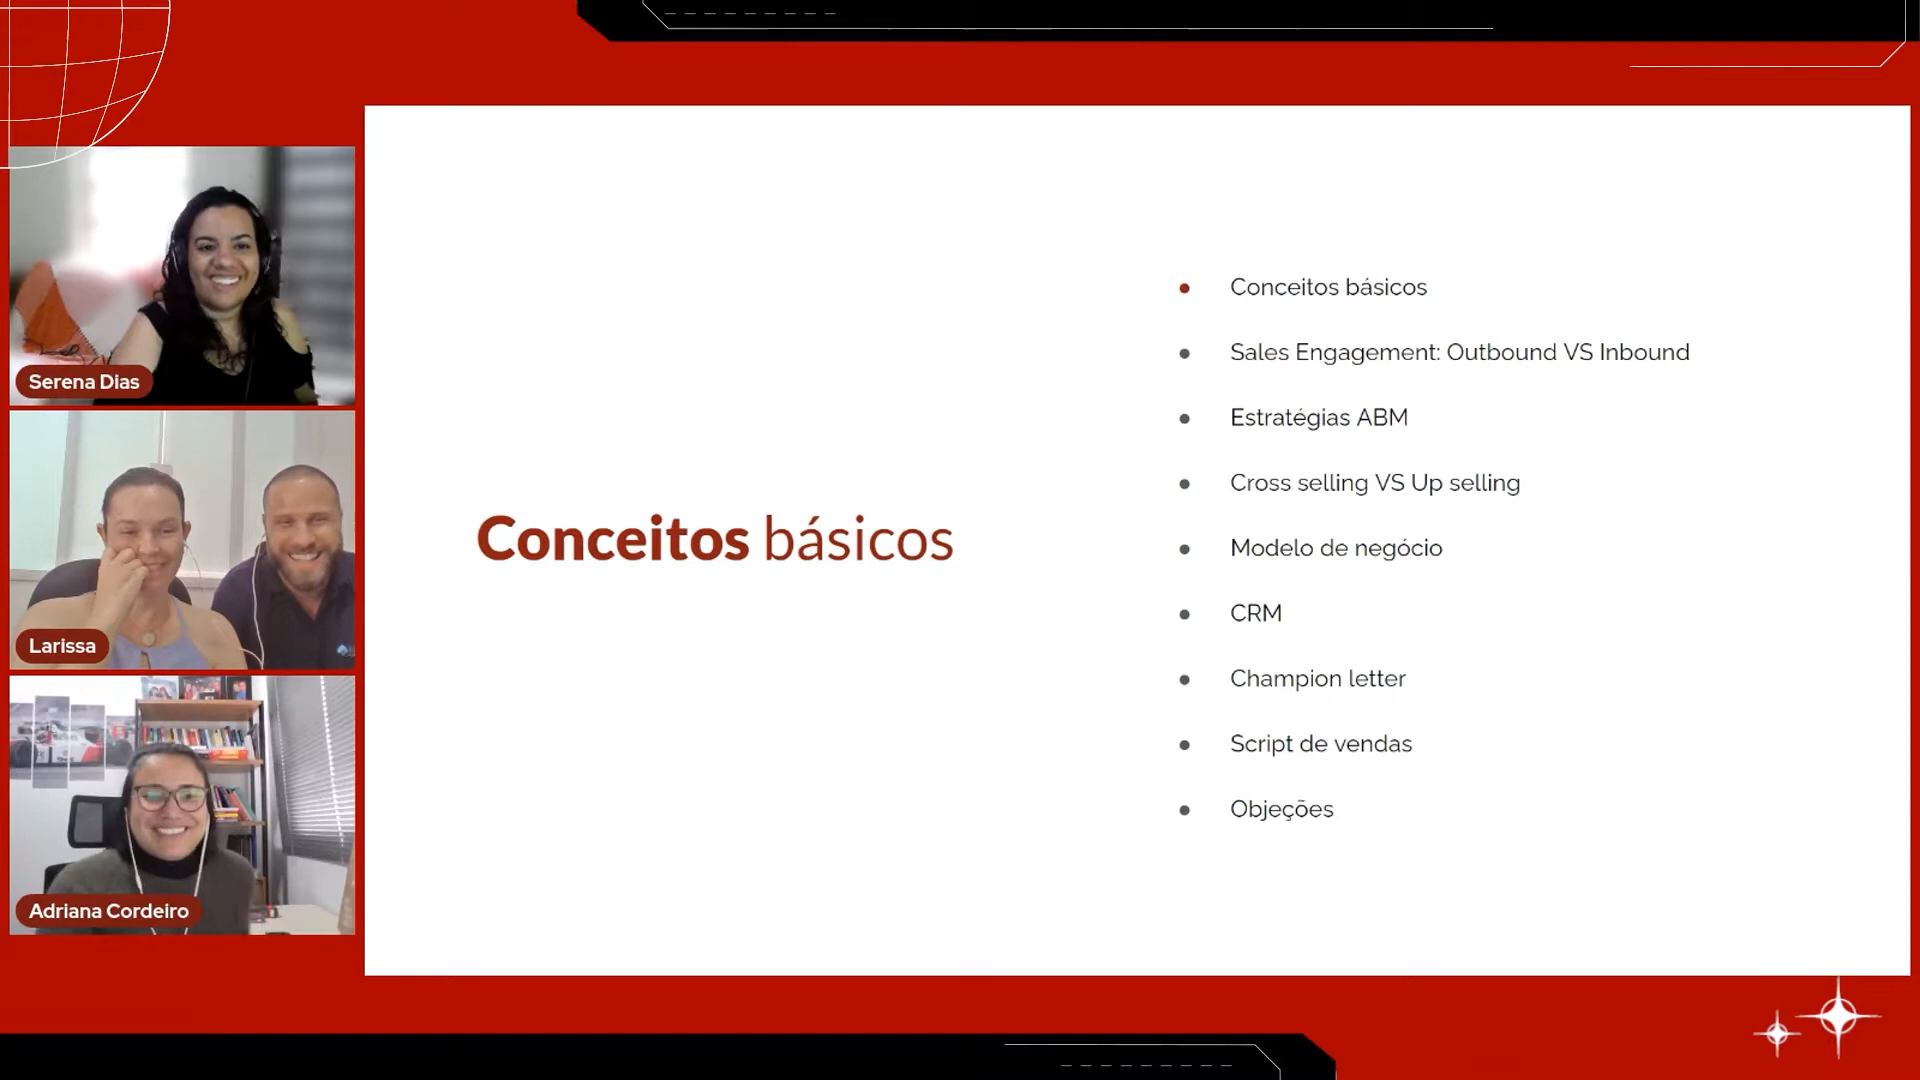 Serena Dias
Larissa
Adriana Cordeiro
Conceitos básicos
Conceitos básicos
Sales Engagement: Outbound VS Inbound
Estratégias ABM
Cross selling VS Up selling
Modelo de negócio
CRM
Champion letter
Script de vendas
Objeções